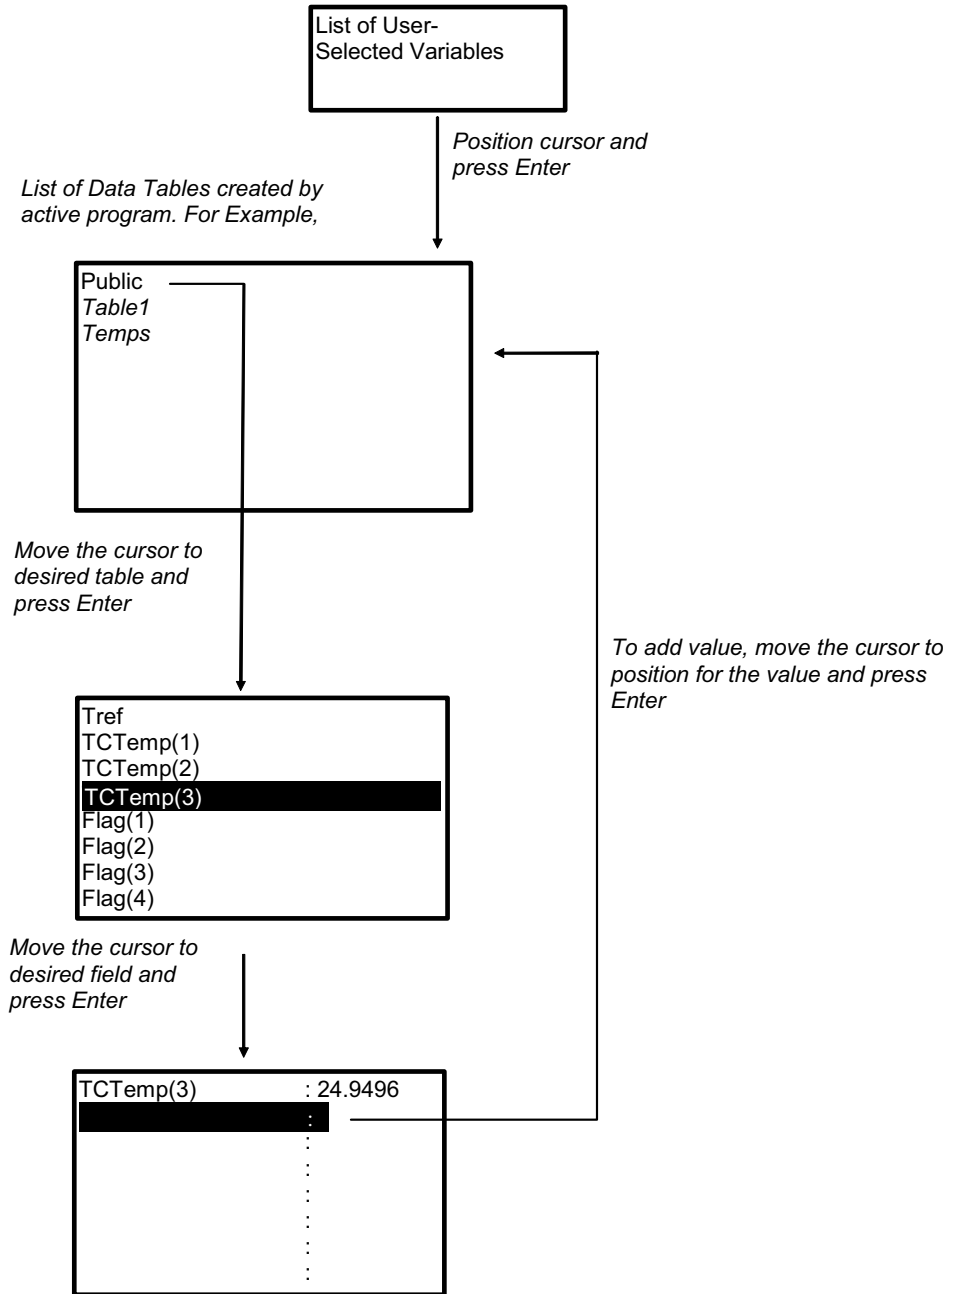 List of User-
Selected Variables
Position cursor and
press Enter
List of Data Tables created by
active program. For Example,
Public
Table1
Temps
Move the cursor to
desired table and
press Enter
To add value, move the cursor to
position for the value and press
Enter
Tref
TCTemp(1)
TCTemp(2)
TCTemp(3)
Flag(1)
Flag(2)
Flag(3)
Flag(4)
Move the cursor to
desired field and
press Enter
TCTemp(3) : 24.9496
:
:
:
:
:
:
: